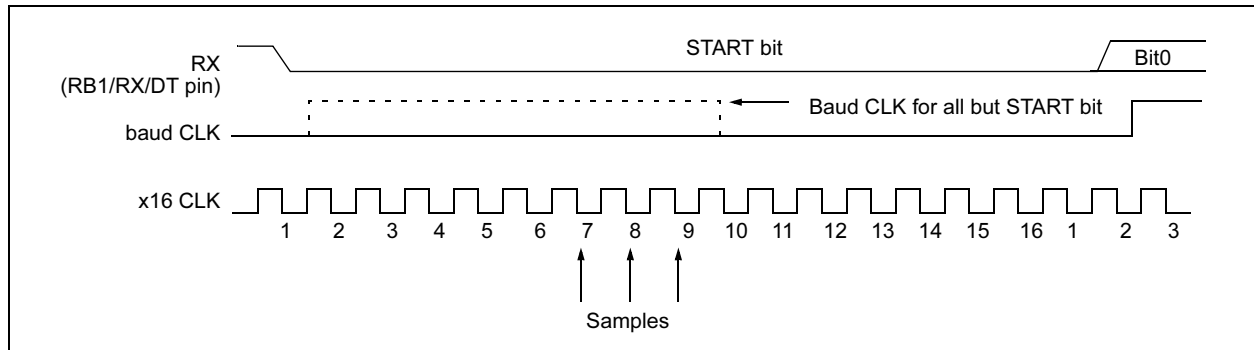 START bit
RX
(RB1/RX/DT pin)
Bit0
Baud CLK for all but START bit
baud CLK
x16 CLK
1 2 3 4 5 6 7 8 9 10 11 12 13 14 15 16 1 2 3
Samples